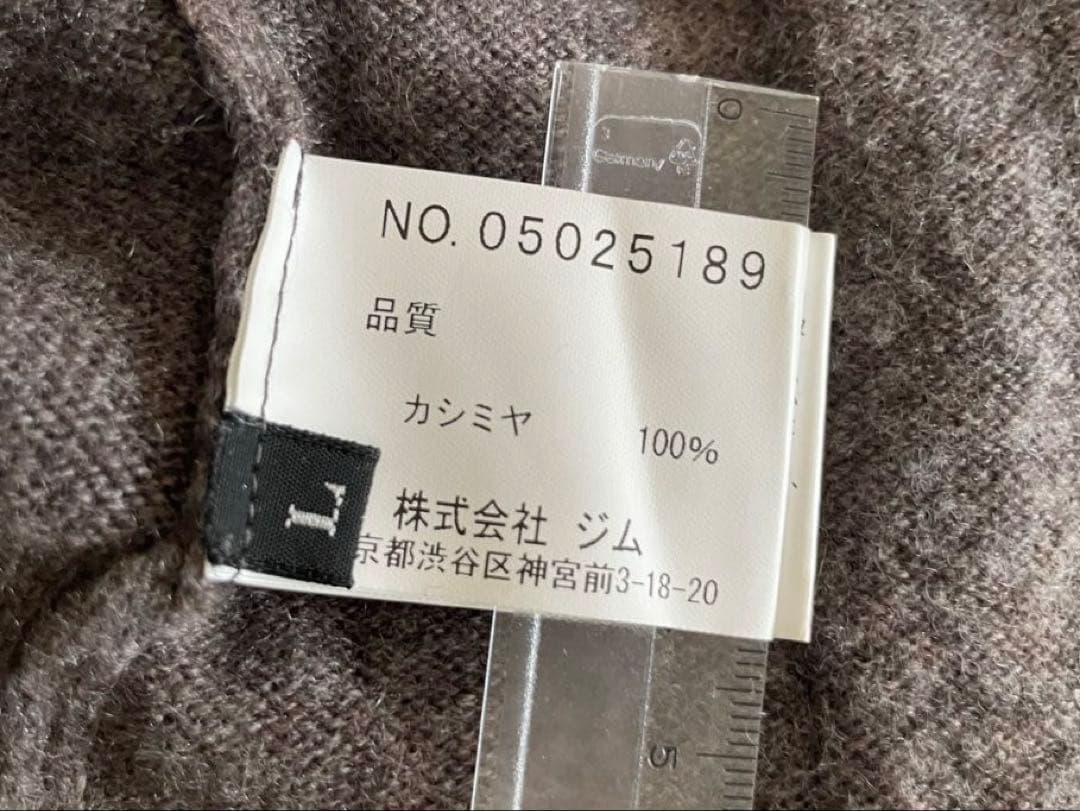 0
Germany
NO. 05025189
品質
カシミヤ 100%
L
株式会社 ジム
京都渋谷区神宮前3-18-20
5